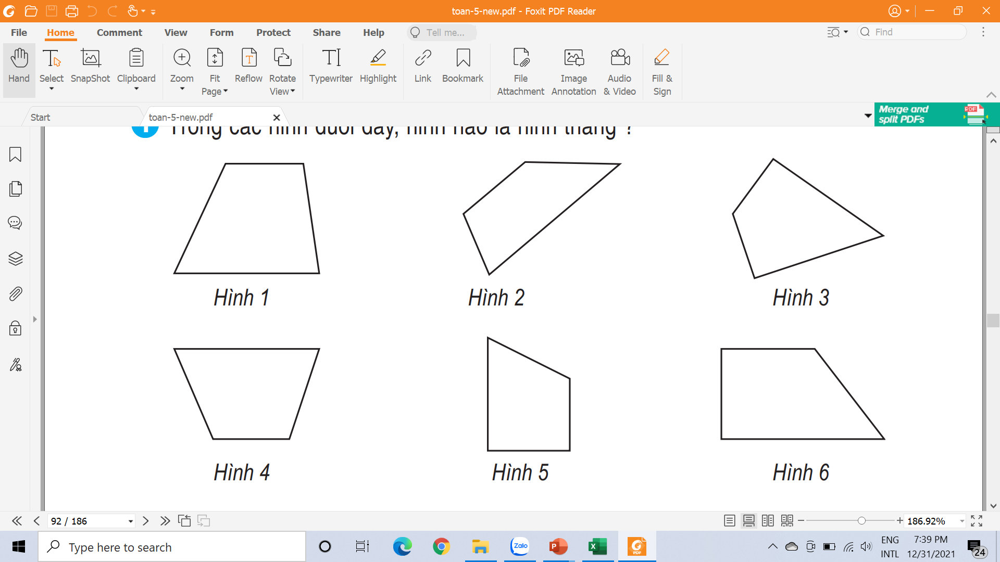 toan-5-new.pdf - Foxit PDF Reader
File Home Comment View Form Protect Share Help Tell me... Find
Hand Select SnapShot Clipboard Zoom Fit Page Reflow Rotate View Typewriter Highlight Link Bookmark File Attachment Image Annotation Audio & Video Fill & Sign
Start toan-5-new.pdf Merge and split PDFs
Hình 1 Hình 2 Hình 3
Hình 4 Hình 5 Hình 6
92 / 186 186.92%
Type here to search Zalo ENG 7:39 PM
INTL 12/31/2021 24